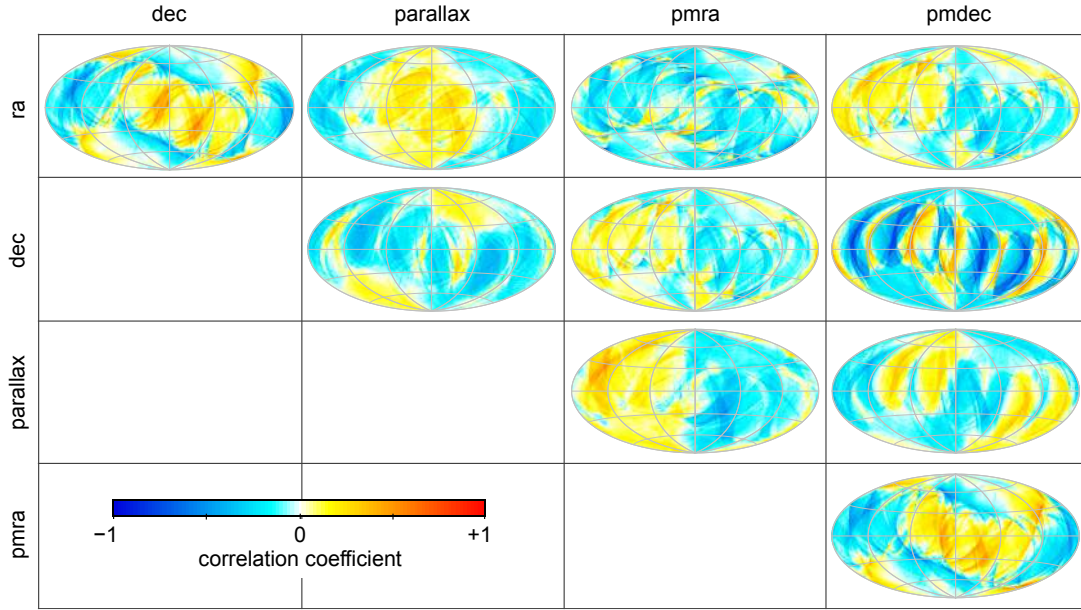 dec parallax pmra pmdec
ra
dec
parallax
pmra
−1 0 +1
correlation coefficient